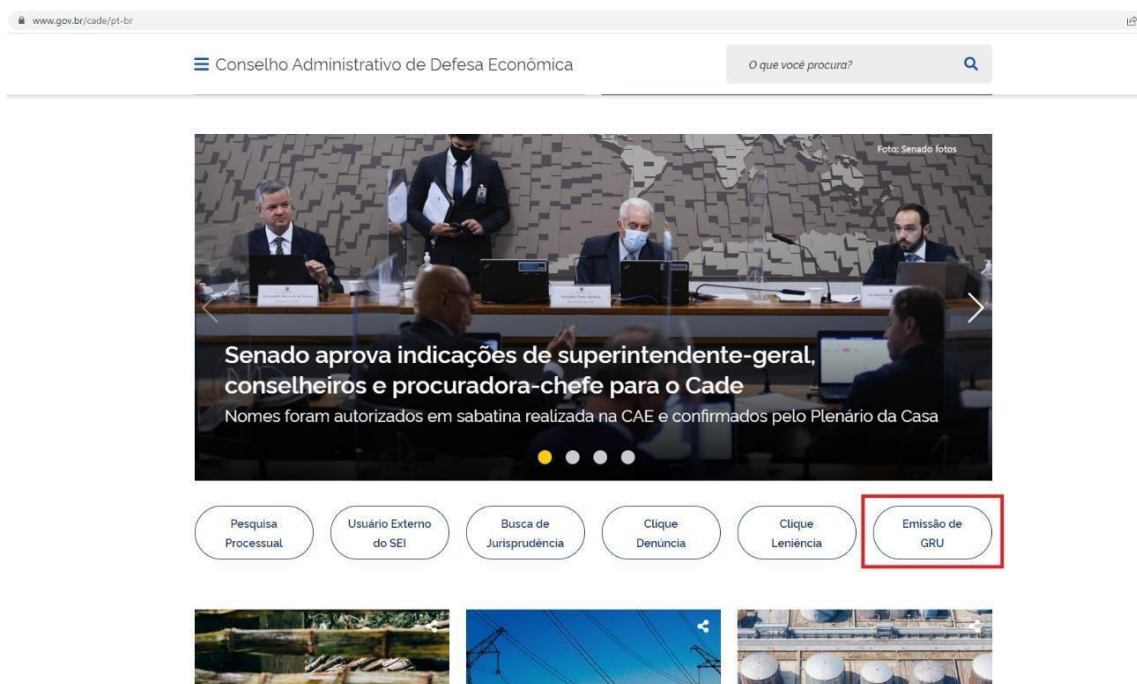 www.gov.br/cade/pt-br
Conselho Administrativo de Defesa Econômica
O que você procura?
Foto: Senado fotos
Senado aprova indicações de superintendente-geral,
conselheiros e procuradora-chefe para o Cade
Nomes foram autorizados em sabatina realizada na CAE e confirmados pelo Plenário da Casa
Pesquisa
Processual
Usuário Externo
do SEI
Busca de
Jurisprudência
Clique
Denúncia
Clique
Leniência
Emissão de
GRU